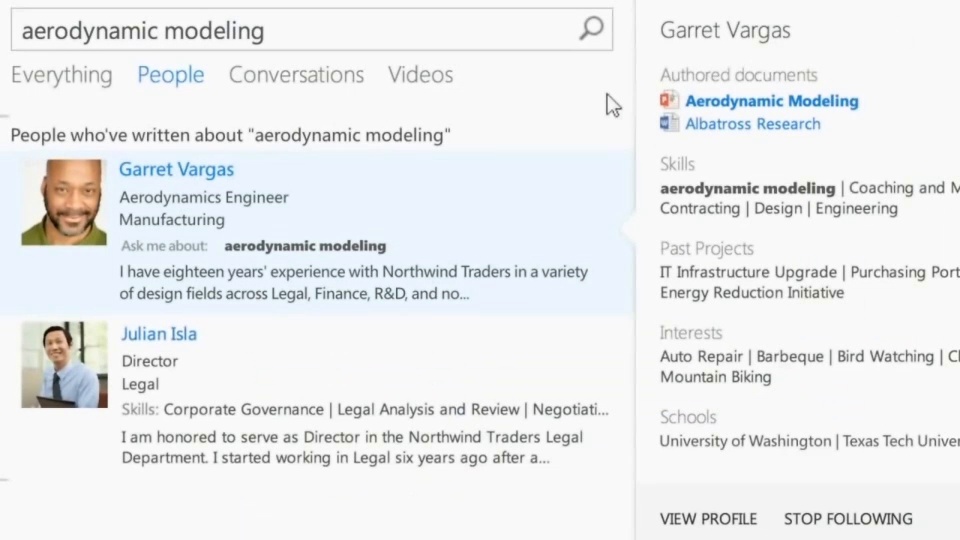 aerodynamic modeling
Everything People Conversations Videos
People who've written about "aerodynamic modeling"
Garret Vargas
Aerodynamics Engineer
Manufacturing
Ask me about: aerodynamic modeling
I have eighteen years' experience with Northwind Traders in a variety
of design fields across Legal, Finance, R&D, and no...
Julian Isla
Director
Legal
Skills: Corporate Governance | Legal Analysis and Review | Negotiati...
I am honored to serve as Director in the Northwind Traders Legal
Department. I started working in Legal six years ago after a...
Garret Vargas
Authored documents
Aerodynamic Modeling
Albatross Research
Skills
aerodynamic modeling | Coaching and M
Contracting | Design | Engineering
Past Projects
IT Infrastructure Upgrade | Purchasing Port
Energy Reduction Initiative
Interests
Auto Repair | Barbeque | Bird Watching | Cl
Mountain Biking
Schools
University of Washington | Texas Tech Univer
VIEW PROFILE STOP FOLLOWING